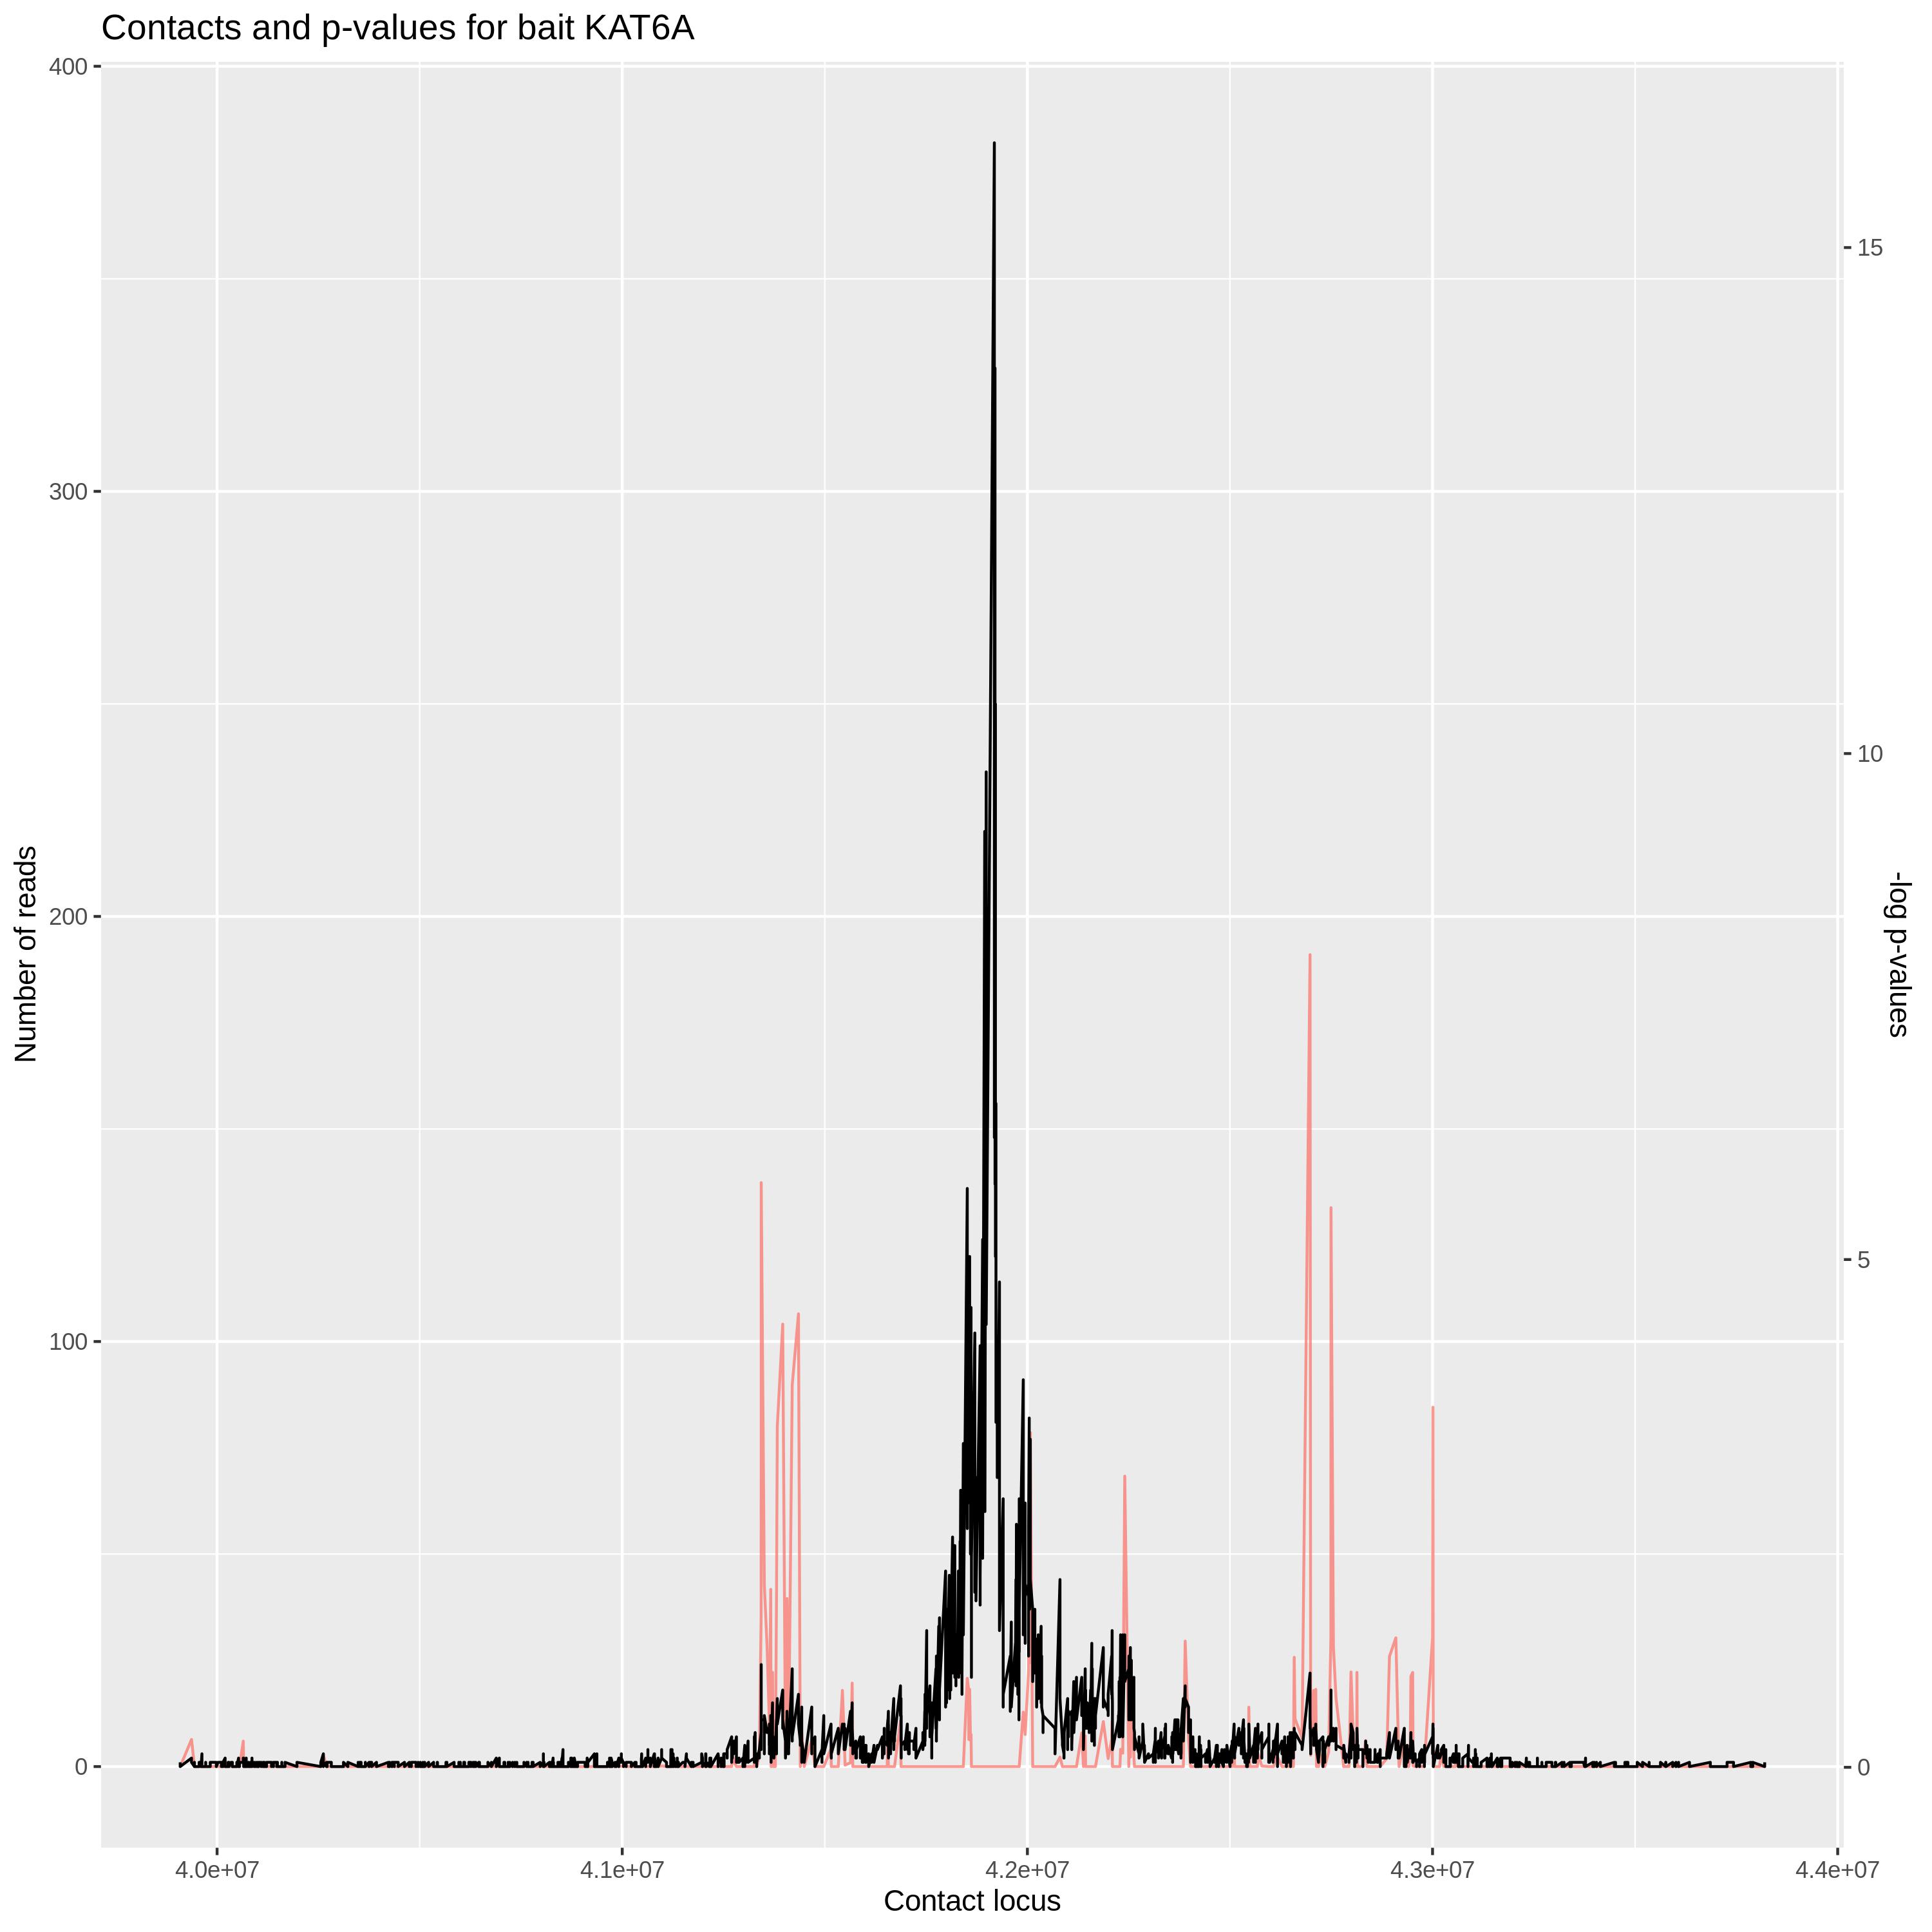 Contacts and p-values for bait KAT6A
400
300
200
100
0
Number of reads
15
10
5
0
-log p-values
4.0e+07 4.1e+07 4.2e+07 4.3e+07 4.4e+07
Contact locus